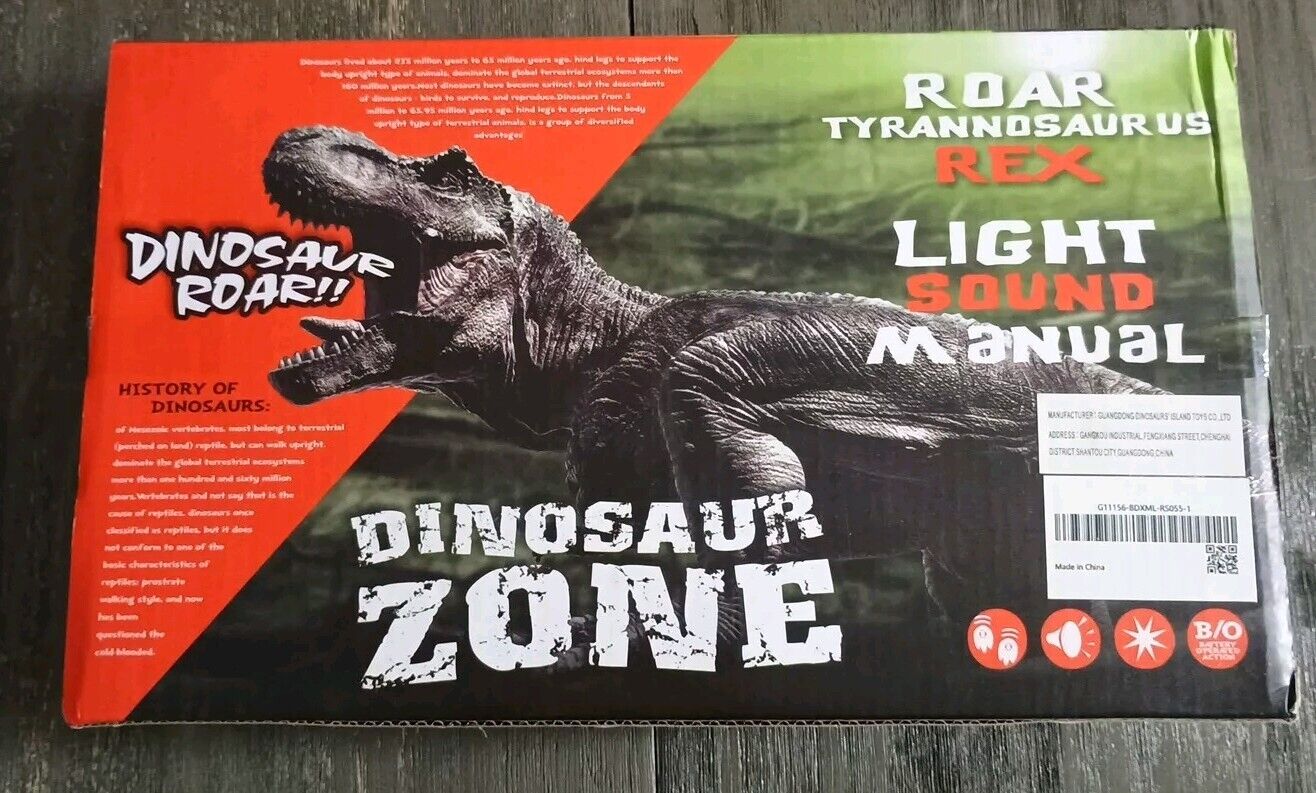 Dinosaurs lived about 235 million years to 65 million years ago. hind legs to support the
body upright type of animals, dominate the global terrestrial ecosystems more than
160 million years.Most dinosaurs have become extinct, but the descendants
of dinosaurs - birds to survive, and reproduce.Dinosaurs from 5
million to 65.95 million years ago, hind legs to support the body
upright type of terrestrial animals, is a group of diversified
advantages
ROAR
TYRANNOSAURUS
REX
LIGHT
SOUND
MANUAL
DINOSAUR
ROAR!!
HISTORY OF
DINOSAURS:
of Mesozoic vertebrates, most belong to terrestrial
(perched on land) reptile, but can walk upright,
dominate the global terrestrial ecosystems
more than one hundred and sixty million
years.Vertebrates and not say that is the
cause of reptiles, dinosaurs once
classified as reptiles, but it does
not conform to one of the
basic characteristics of
reptiles: prostrate
walking style, and now
has been
questioned the
cold-blooded.
MANUFACTURER: GUANGDONG DINOSAURS' ISLAND TOYS CO.,LTD
ADDRESS: GANGKOU INDUSTRIAL, FENGXIANG STREET,CHENGHAI
DISTRICT SHANTOU CITY, GUANGDONG,CHINA
G11156-BDXML-RS055-1
Made in China
DINOSAUR
ZONE
B/O
BATTERY
OPERATED
ACTION